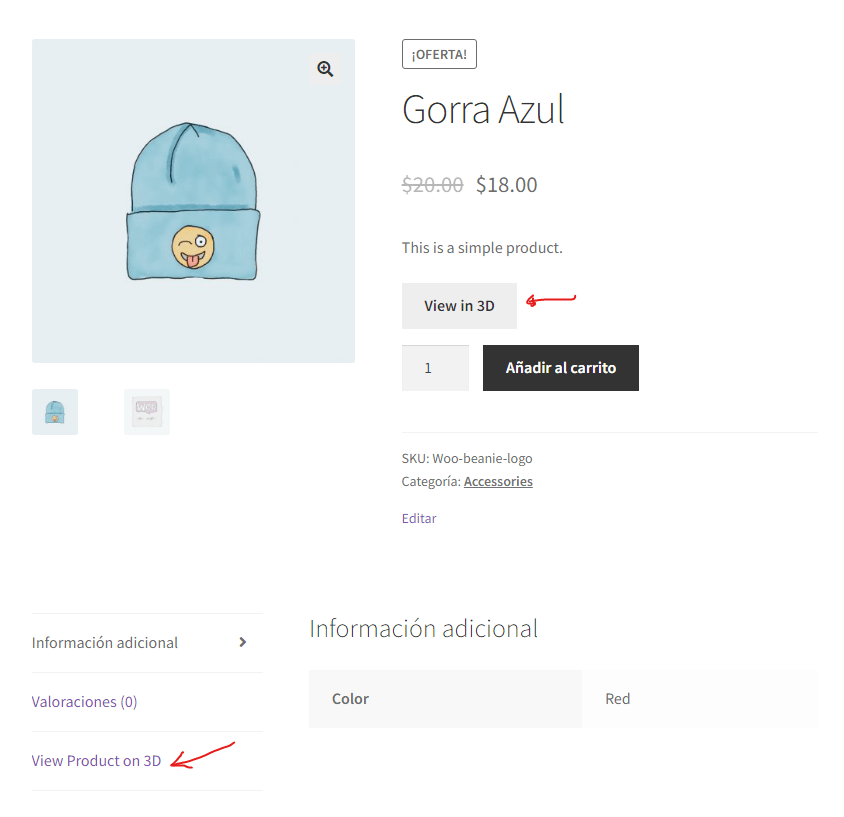 ¡OFERTA!
Gorra Azul
$20.00 $18.00
This is a simple product.
View in 3D
1 Añadir al carrito
SKU: Woo-beanie-logo
Categoría: Accessories
Editar
Información adicional
Valoraciones (0)
View Product on 3D
Información adicional
Color Red